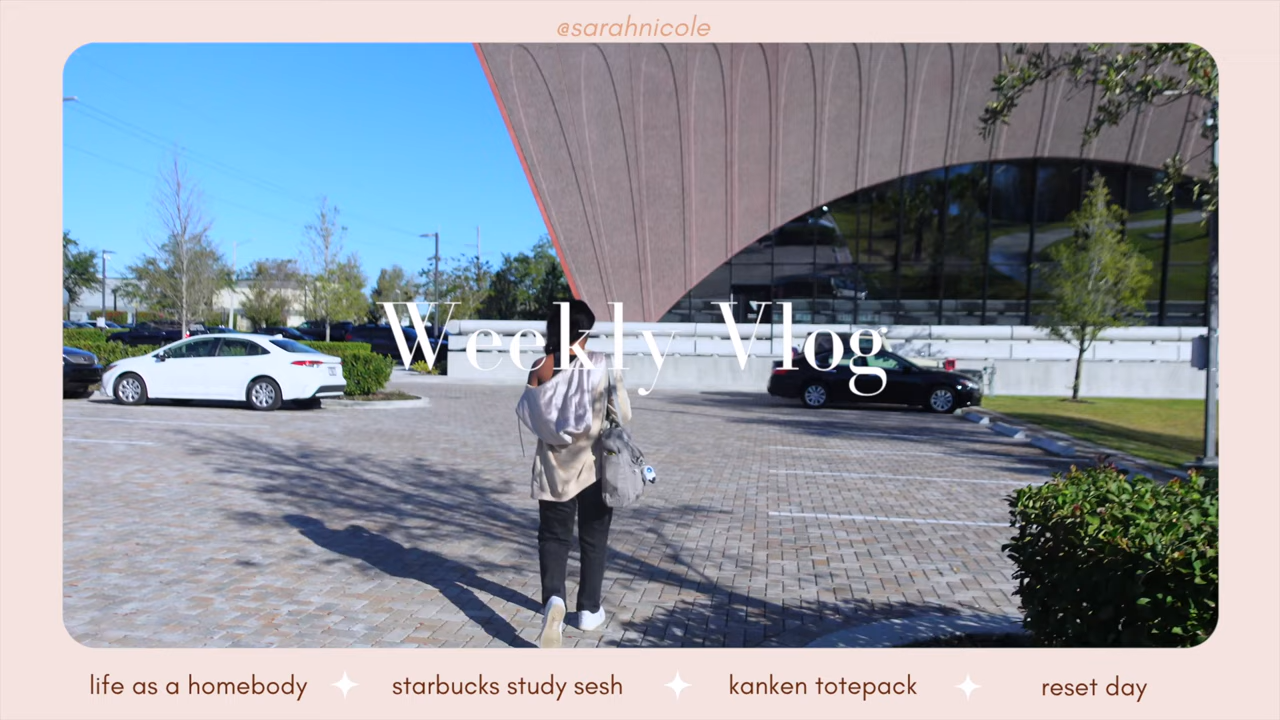 @sarahnicole
Weekly Vlog
life as a homebody
starbucks study sesh
kanken totepack
reset day